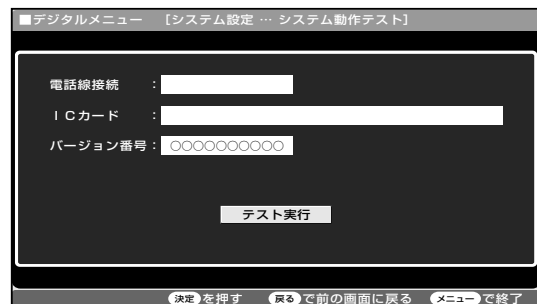 ■デジタルメニュー [システム設定 … システム動作テスト]
電話線接続 :
ＩＣカード :
バージョン番号 : ○○○○○○○○○○
テスト実行
決定を押す 戻るで前の画面に戻る メニューで終了